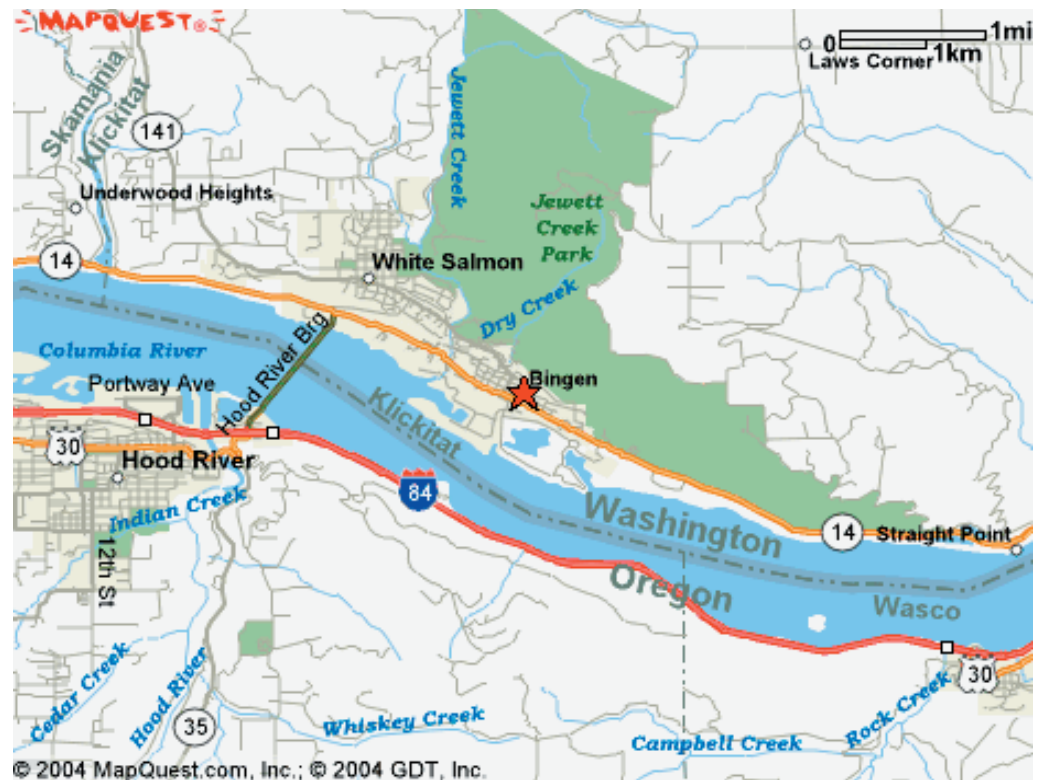 MAPQUEST®
0 1mi
1km
Laws Corner
Skamania
Klickitat
141
Jewett Creek
Underwood Heights
Jewett
Creek
Park
14
White Salmon
Dry Creek
Hood River Brg
Columbia River
Portway Ave
Bingen
Klickitat
30
Hood River
84
Indian Creek
Washington
14
Straight Point
12th St
Oregon
Wasco
Cedar Creek
Hood River
30
35
Whiskey Creek
Campbell Creek
Rock Creek
© 2004 MapQuest.com, Inc.; © 2004 GDT, Inc.